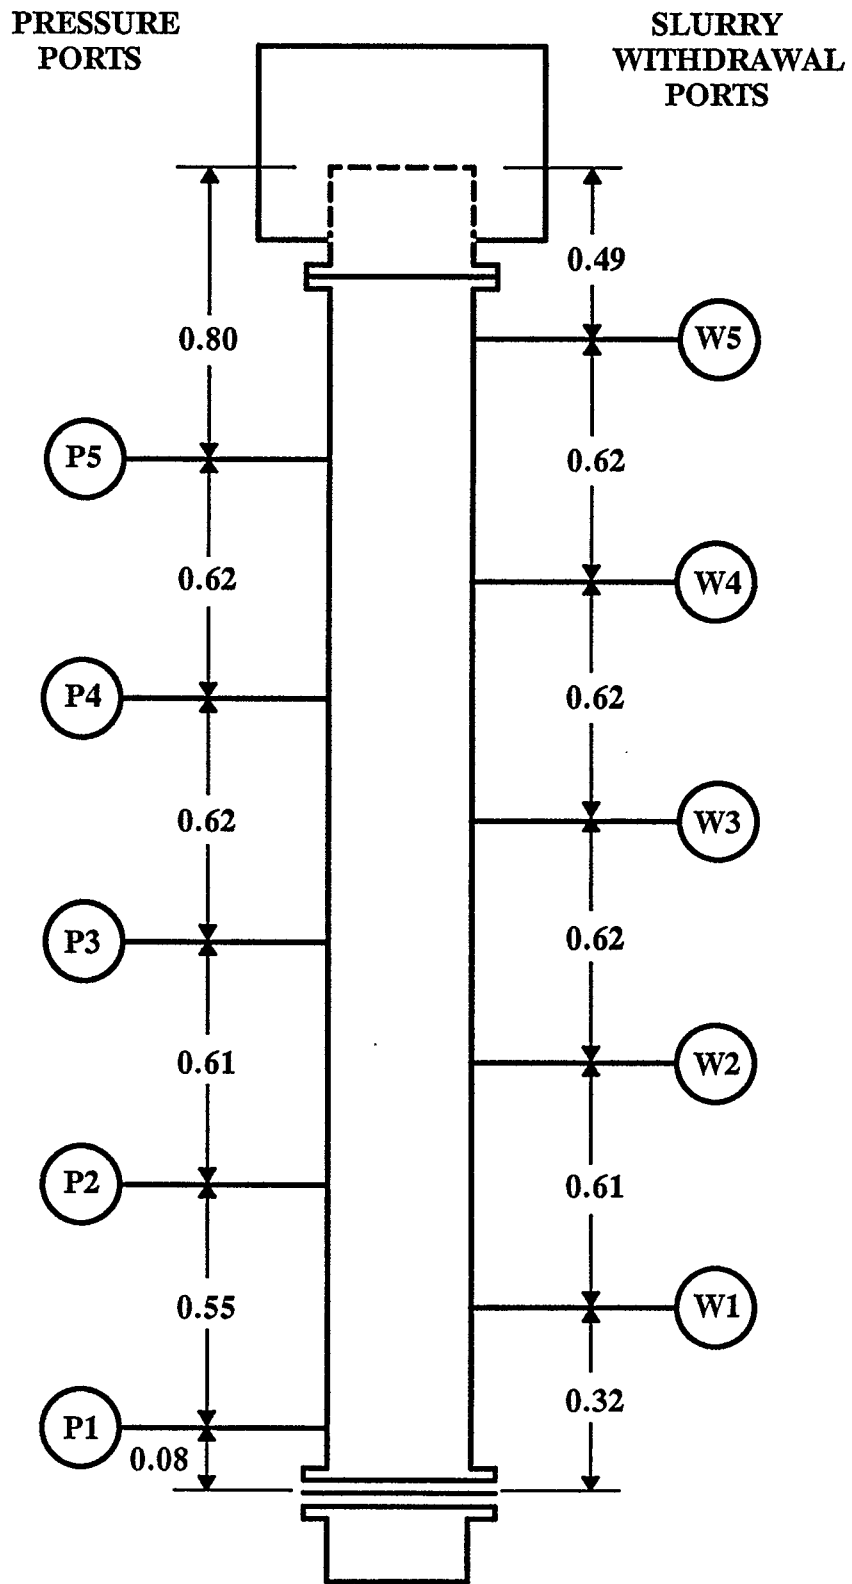 PRESSURE
PORTS
SLURRY
WITHDRAWAL
PORTS
0.49
0.80
W5
P5
0.62
0.62
W4
P4
0.62
0.62
W3
P3
0.62
0.61
W2
P2
0.61
0.55
W1
0.32
P1
0.08